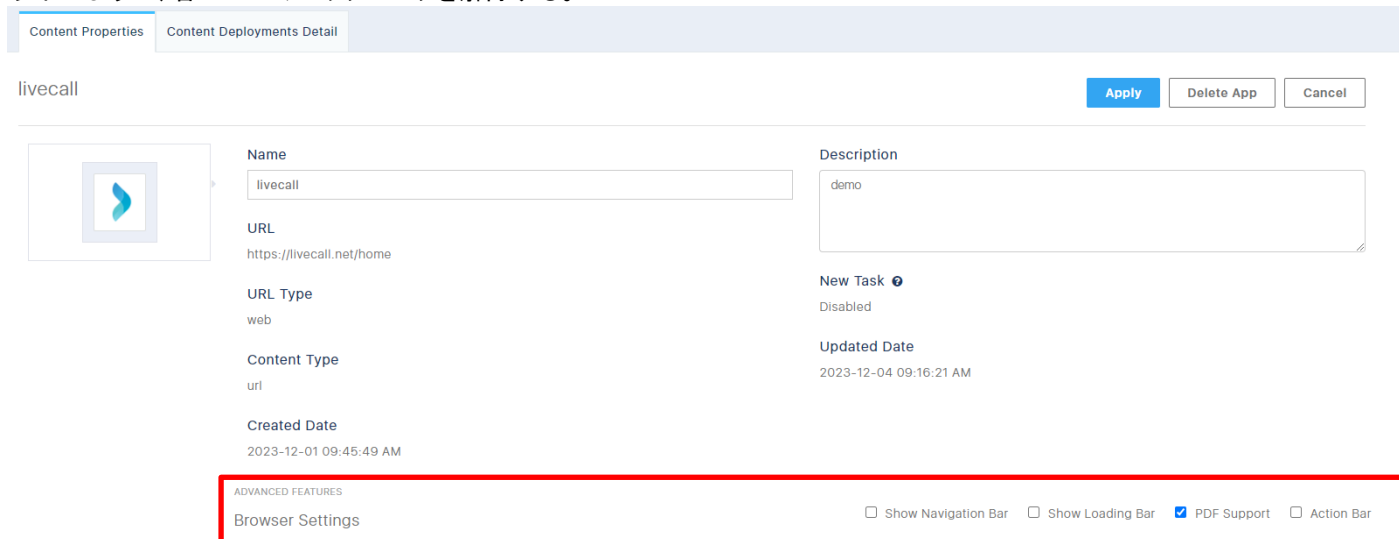 Content Properties
Content Deployments Detail
livecall
Apply
Delete App
Cancel
Name
livecall
Description
demo
URL
https://livecall.net/home
New Task
Disabled
URL Type
web
Updated Date
2023-12-04 09:16:21 AM
Content Type
url
Created Date
2023-12-01 09:45:49 AM
ADVANCED FEATURES
Browser Settings
Show Navigation Bar
Show Loading Bar
PDF Support
Action Bar